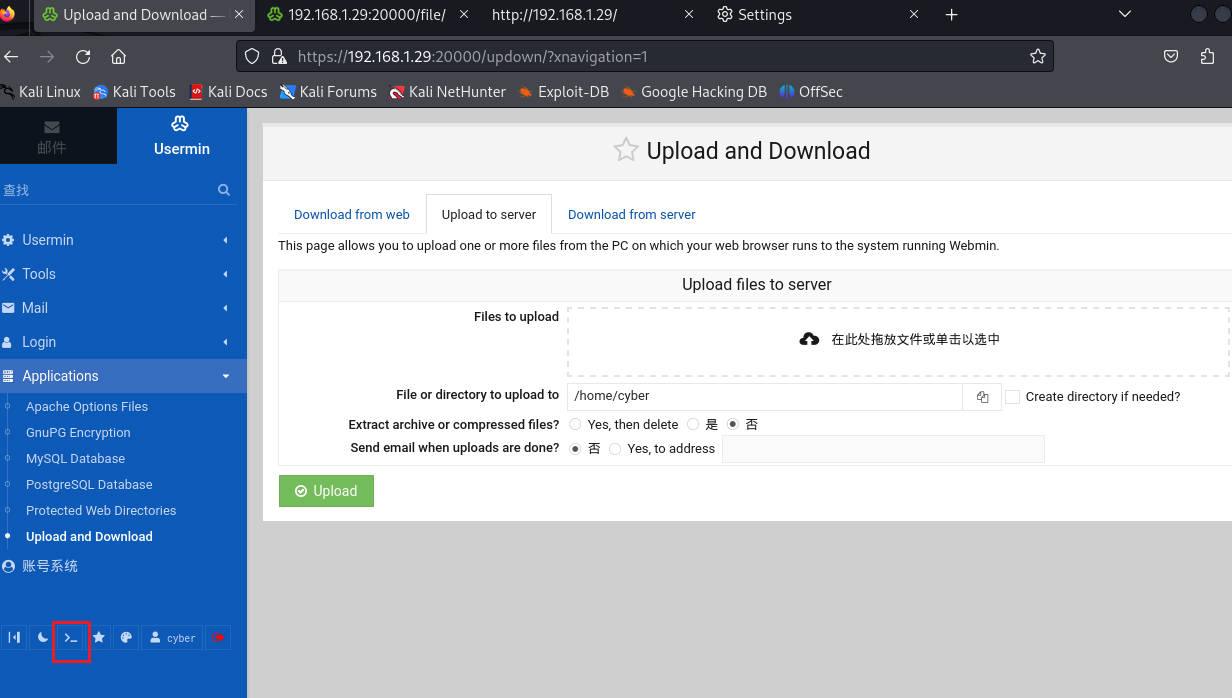 Upload and Download —
192.168.1.29:20000/file/
http://192.168.1.29/
Settings
https://192.168.1.29:20000/updown/?xnavigation=1
Kali Linux
Kali Tools
Kali Docs
Kali Forums
Kali NetHunter
Exploit-DB
Google Hacking DB
OffSec
邮件
Usermin
查找
Usermin
Tools
Mail
Login
Applications
Apache Options Files
GnuPG Encryption
MySQL Database
PostgreSQL Database
Protected Web Directories
Upload and Download
账号系统
cyber
Upload and Download
Download from web
Upload to server
Download from server
This page allows you to upload one or more files from the PC on which your web browser runs to the system running Webmin.
Upload files to server
Files to upload
在此处拖放文件或单击以选中
File or directory to upload to
/home/cyber
Create directory if needed?
Extract archive or compressed files?
Yes, then delete
是
否
Send email when uploads are done?
否
Yes, to address
Upload